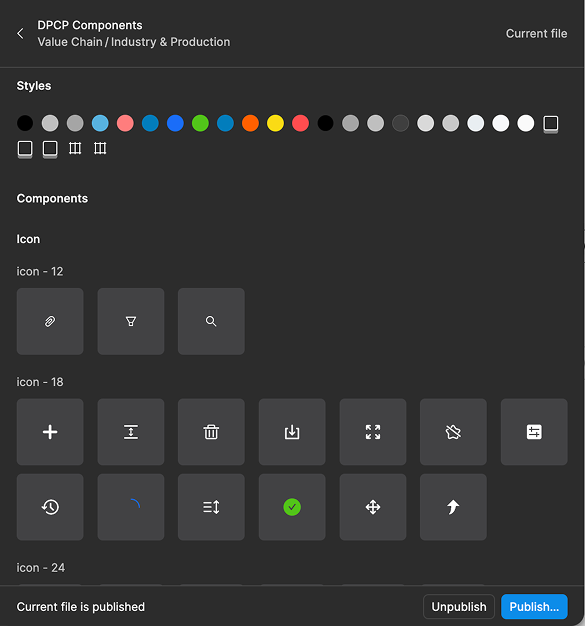 DPCP Components
Value Chain / Industry & Production
Current file
Styles
Components
Icon
icon - 12
icon - 18
icon - 24
Current file is published
Unpublish
Publish...